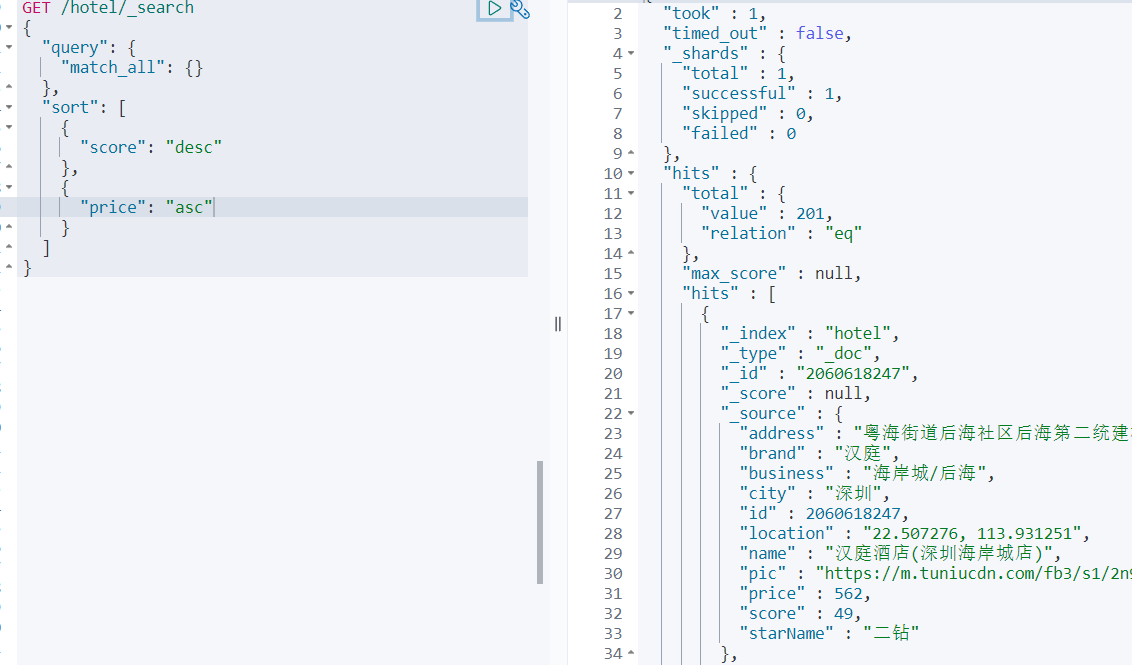 GET /hotel/_search
{
"query": {
"match_all": {}
},
"sort": [
{
"score": "desc"
},
{
"price": "asc"
}
]
}
2 "took" : 1,
3 "timed_out" : false,
4 "_shards" : {
5 "total" : 1,
6 "successful" : 1,
7 "skipped" : 0,
8 "failed" : 0
9 },
10 "hits" : {
11 "total" : {
12 "value" : 201,
13 "relation" : "eq"
14 },
15 "max_score" : null,
16 "hits" : [
17 {
18 "_index" : "hotel",
19 "_type" : "_doc",
20 "_id" : "2060618247",
21 "_score" : null,
22 "_source" : {
23 "address" : "粤海街道后海社区后海第二统建
24 "brand" : "汉庭",
25 "business" : "海岸城/后海",
26 "city" : "深圳",
27 "id" : 2060618247,
28 "location" : "22.507276, 113.931251",
29 "name" : "汉庭酒店(深圳海岸城店)",
30 "pic" : "https://m.tuniucdn.com/fb3/s1/2n
31 "price" : 562,
32 "score" : 49,
33 "starName" : "二钻"
34 },